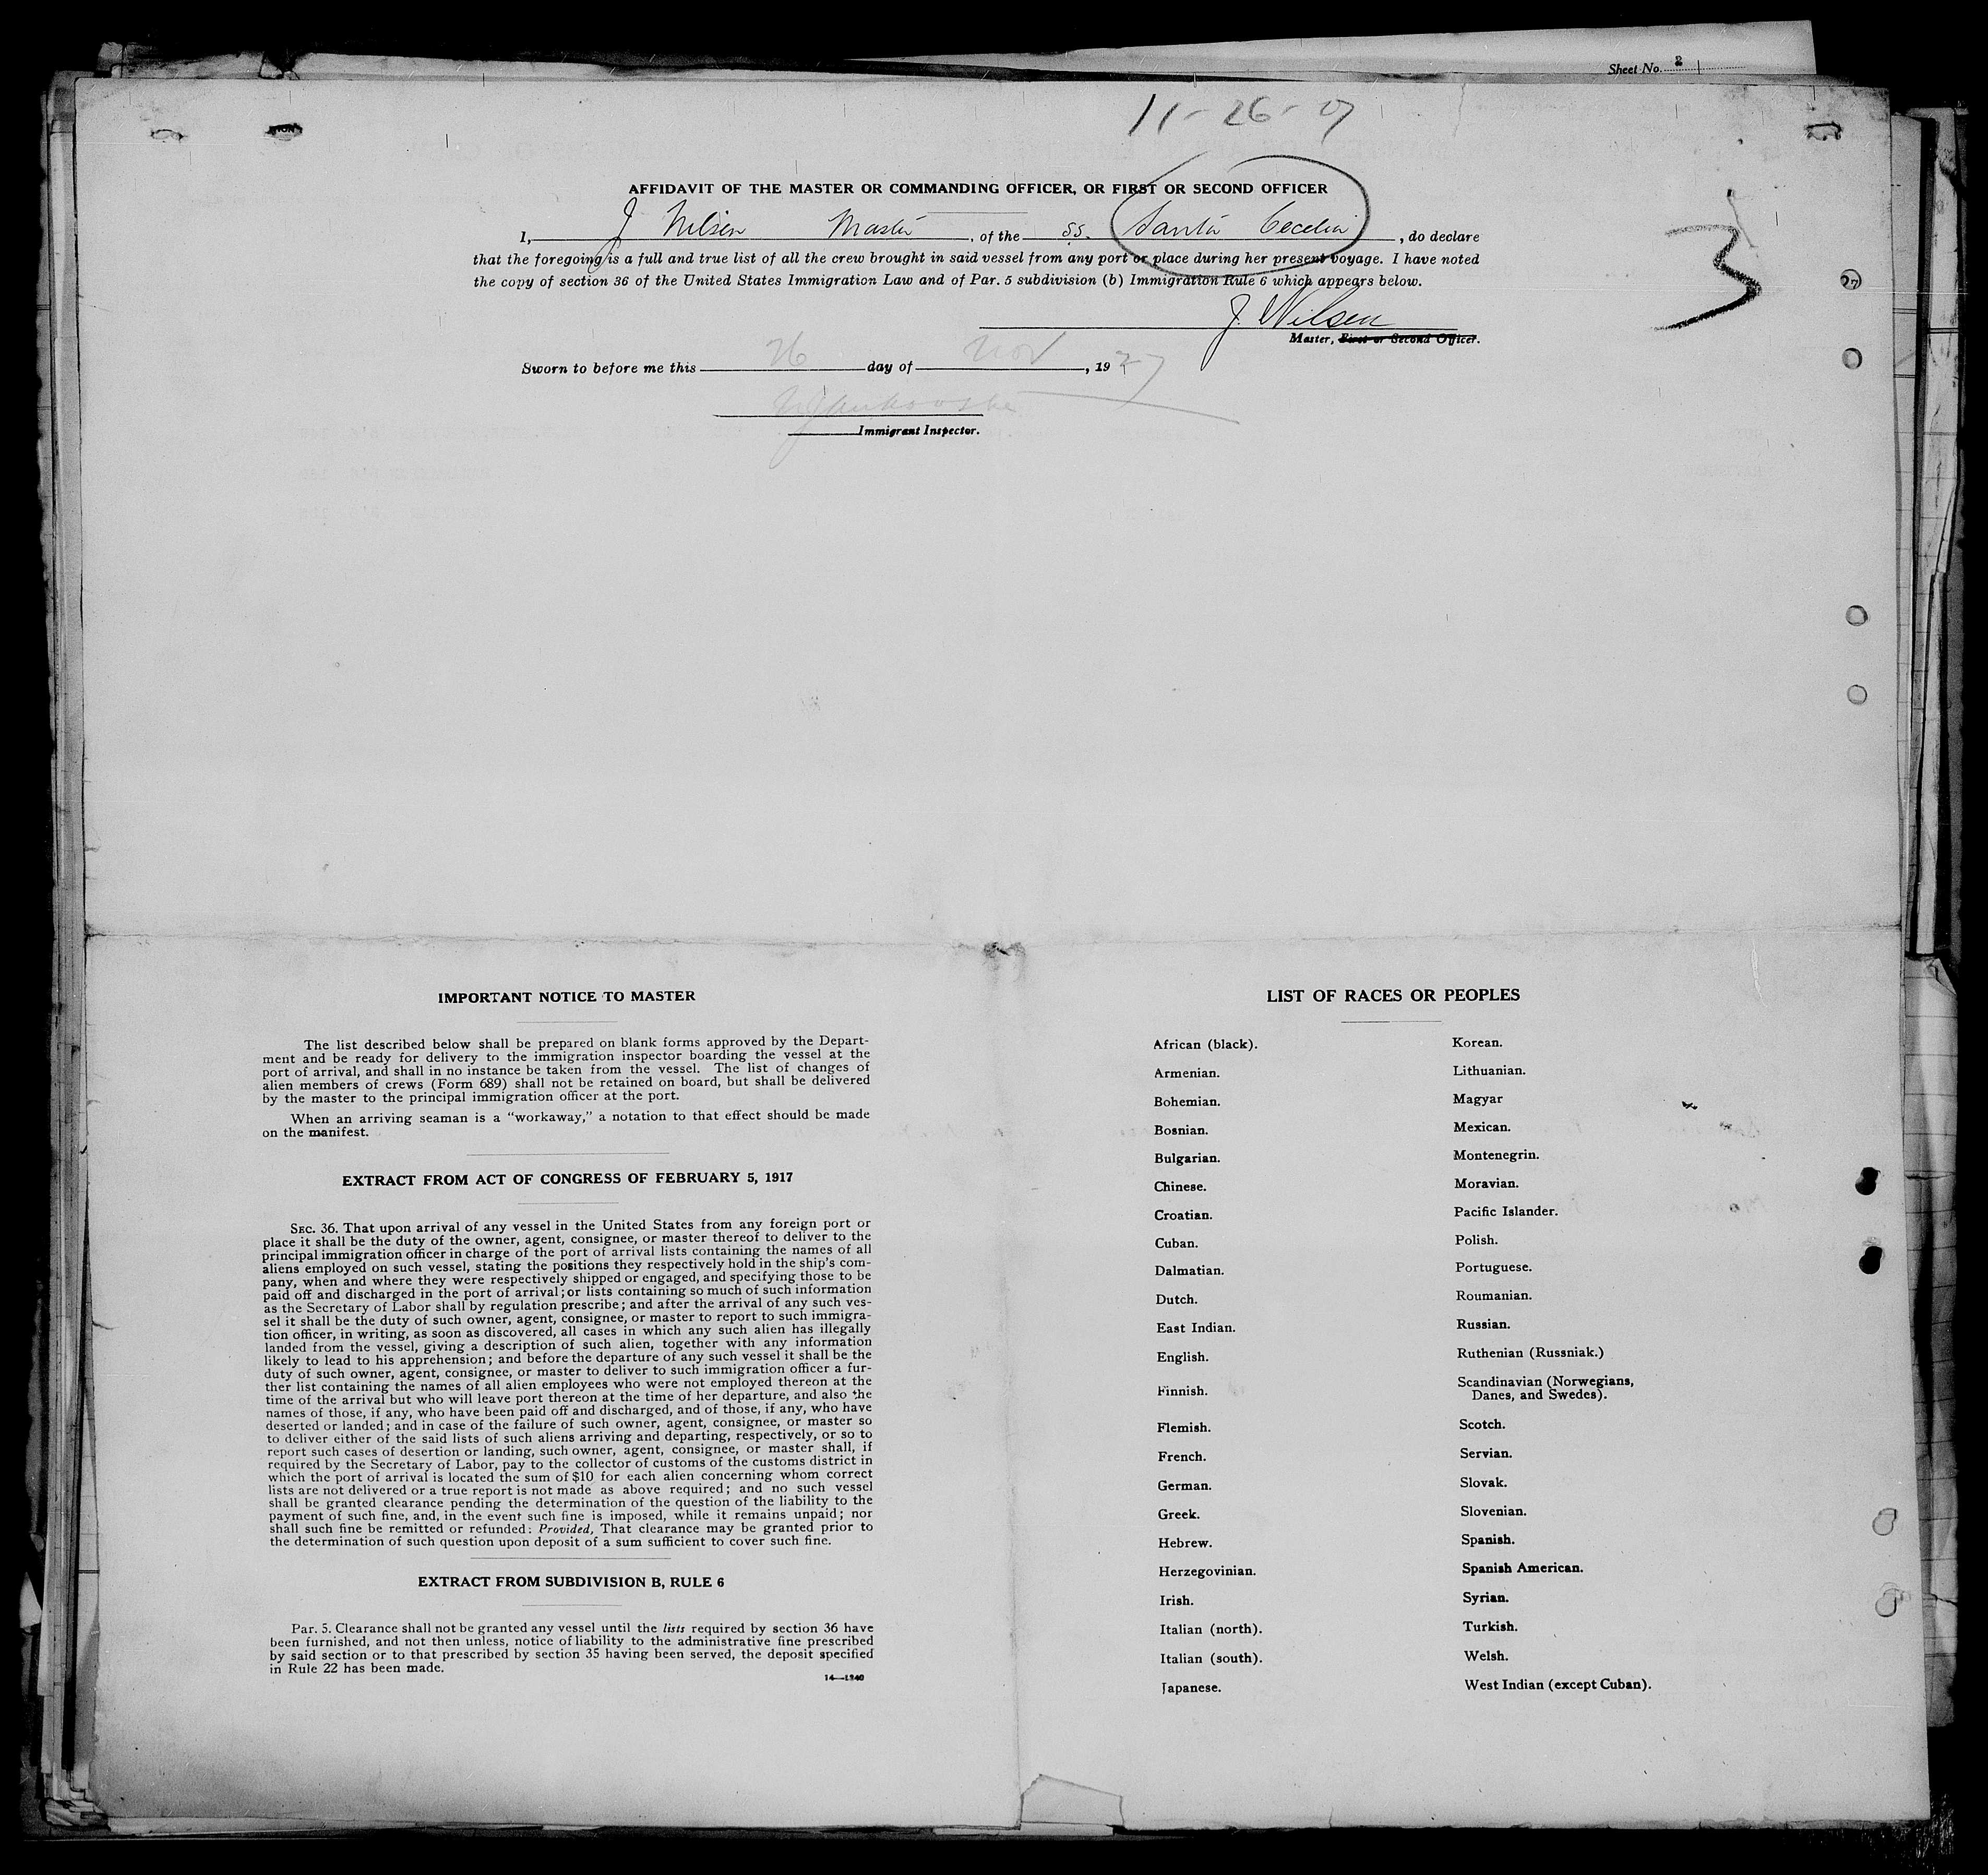 Sheet No. 2
11-26-27
AFFIDAVIT OF THE MASTER OR COMMANDING OFFICER, OR FIRST OR SECOND OFFICER
I, J Nilsen Master, of the SS. Santa Cecelia, do declare
that the foregoing is a full and true list of all the crew brought in said vessel from any port or place during her present voyage. I have noted
the copy of section 36 of the United States Immigration Law and of Par. 5 subdivision (b) Immigration Rule 6 which appears below.
3
27
J. Nilsen
Master, First or Second Officer.
Sworn to before me this 26 day of Nov, 1927
Immigrant Inspector.
IMPORTANT NOTICE TO MASTER
The list described below shall be prepared on blank forms approved by the Depart-
ment and be ready for delivery to the immigration inspector boarding the vessel at the
port of arrival, and shall in no instance be taken from the vessel. The list of changes of
alien members of crews (Form 689) shall not be retained on board, but shall be delivered
by the master to the principal immigration officer at the port.
When an arriving seaman is a "workaway," a notation to that effect should be made
on the manifest.
EXTRACT FROM ACT OF CONGRESS OF FEBRUARY 5, 1917
SEC. 36. That upon arrival of any vessel in the United States from any foreign port or
place it shall be the duty of the owner, agent, consignee, or master thereof to deliver to the
principal immigration officer in charge of the port of arrival lists containing the names of all
aliens employed on such vessel, stating the positions they respectively hold in the ship's com-
pany, when and where they were respectively shipped or engaged, and specifying those to be
paid off and discharged in the port of arrival; or lists containing so much of such information
as the Secretary of Labor shall by regulation prescribe; and after the arrival of any such ves-
sel it shall be the duty of such owner, agent, consignee, or master to report to such immigra-
tion officer, in writing, as soon as discovered, all cases in which any such alien has illegally
landed from the vessel, giving a description of such alien, together with any information
likely to lead to his apprehension; and before the departure of any such vessel it shall be the
duty of such owner, agent, consignee, or master to deliver to such immigration officer a fur-
ther list containing the names of all alien employees who were not employed thereon at the
time of the arrival but who will leave port thereon at the time of her departure, and also the
names of those, if any, who have been paid off and discharged, and of those, if any, who have
deserted or landed; and in case of the failure of such owner, agent, consignee, or master so
to deliver either of the said lists of such aliens arriving and departing, respectively, or so to
report such cases of desertion or landing, such owner, agent, consignee, or master shall, if
required by the Secretary of Labor, pay to the collector of customs of the customs district in
which the port of arrival is located the sum of $10 for each alien concerning whom correct
lists are not delivered or a true report is not made as above required; and no such vessel
shall be granted clearance pending the determination of the question of the liability to the
payment of such fine, and, in the event such fine is imposed, while it remains unpaid; nor
shall such fine be remitted or refunded: Provided, That clearance may be granted prior to
the determination of such question upon deposit of a sum sufficient to cover such fine.
EXTRACT FROM SUBDIVISION B, RULE 6
Par. 5. Clearance shall not be granted any vessel until the lists required by section 36 have
been furnished, and not then unless, notice of liability to the administrative fine prescribed
by said section or to that prescribed by section 35 having been served, the deposit specified
in Rule 22 has been made.
14—1340
LIST OF RACES OR PEOPLES
African (black).
Armenian.
Bohemian.
Bosnian.
Bulgarian.
Chinese.
Croatian.
Cuban.
Dalmatian.
Dutch.
East Indian.
English.
Finnish.
Flemish.
French.
German.
Greek.
Hebrew.
Herzegovinian.
Irish.
Italian (north).
Italian (south).
Japanese.
Korean.
Lithuanian.
Magyar
Mexican.
Montenegrin.
Moravian.
Pacific Islander.
Polish.
Portuguese.
Roumanian.
Russian.
Ruthenian (Russniak.)
Scandinavian (Norwegians,
Danes, and Swedes).
Scotch.
Servian.
Slovak.
Slovenian.
Spanish.
Spanish American.
Syrian.
Turkish.
Welsh.
West Indian (except Cuban).